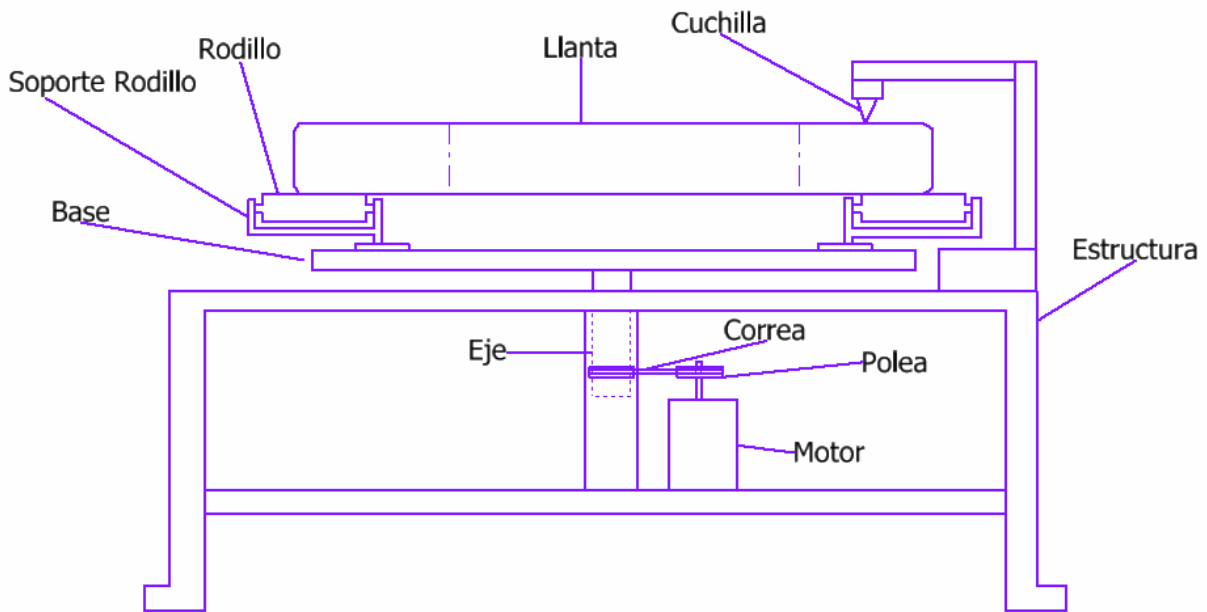 Cuchilla
Rodillo
Llanta
Soporte Rodillo
Base
Estructura
Correa
Eje
Polea
Motor